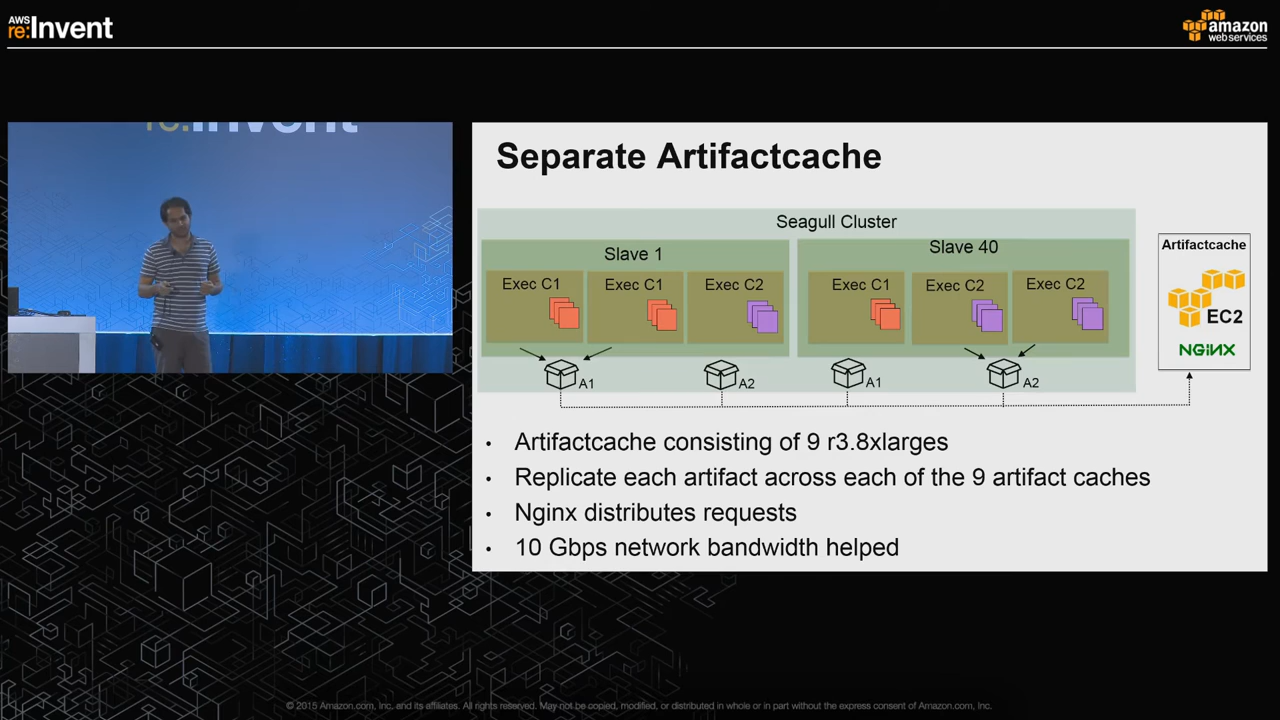 AWS
re:Invent
amazon
web services
re:Invent
Separate Artifactcache
Seagull Cluster
Slave 1
Slave 40
Exec C1
Exec C1
Exec C2
Exec C1
Exec C2
Exec C2
A1
A2
A1
A2
Artifactcache
EC2
NGiNX
• Artifactcache consisting of 9 r3.8xlarges
• Replicate each artifact across each of the 9 artifact caches
• Nginx distributes requests
• 10 Gbps network bandwidth helped
© 2015 Amazon.com, Inc. and its affiliates. All rights reserved. May not be copied, modified, or distributed in whole or in part without the express consent of Amazon.com, Inc.